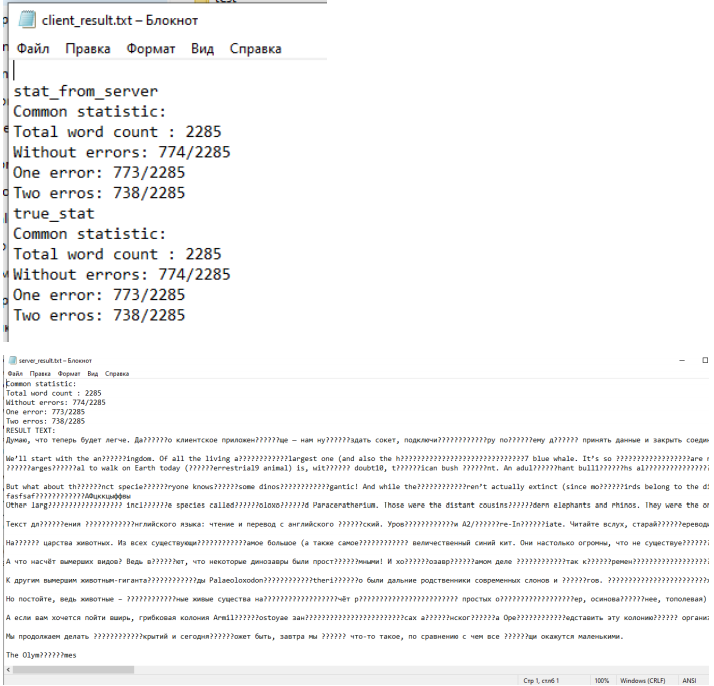 client_result.txt – Блокнот
Файл Правка Формат Вид Справка
stat_from_server
Common statistic:
Total word count : 2285
Without errors: 774/2285
One error: 773/2285
Two erros: 738/2285
true_stat
Common statistic:
Total word count : 2285
Without errors: 774/2285
One error: 773/2285
Two erros: 738/2285
server_result.txt – Блокнот
Файл Правка Формат Вид Справка
Common statistic:
Total word count : 2285
Without errors: 774/2285
One error: 773/2285
Two erros: 738/2285
RESULT TEXT:
Думаю, что теперь будет легче. Да??????о клиентское приложен??????ще – нам ну??????здать сокет, подключи????????????ру по??????ему д?????? принять данные и закрыть соедин
We'll start with the an??????ingdom. Of all the living a????????????largest one (and also the h???????????????????????????????7 blue whale. It's so ??????????????are
??????arges??????al to walk on Earth today (??????errestrial9 animal) is, wit?????? doubt10, t??????ican bush ??????nt. An adul??????hant bull1??????hs al
But what about th??????nct specie??????ryone knows??????some dinos????????????gantic! And while the????????????ren't actually extinct (since mo??????irds belong to the di
fasfsaf????????????Мфцккцыффвы
Other larg?????????????????? inci??????e species called??????oloxo??????d Paraceratherium. Those were the distant cousins??????dern elephants and rhinos. They were the
Текст дл??????ения ????????????нглийского языка: чтение и перевод с английского ??????ский. Уров????????????и A2/??????re-In??????iate. Читайте вслух, старай??????еревод
На?????? царства животных. Из всех существующи????????????амое большое (а также самое???????????? величественный синий кит. Они настолько огромны, что не существуе
А что насчёт вымерших видов? Ведь в??????ют, что некоторые динозавры были прост??????мными! И хо??????озавр??????амом деле ????????????так к??????ремен
К другим вымершим животным-гиганта????????????ды Palaeoloxodon????????????theri??????о были дальние родственники современных слонов и ??????гов.
Но постойте, ведь животные – ????????????ные живые существа на????????????чёт р??????????????????? простых о????????????????????ер, осинова??????нее, тополевая)
А если вам хочется пойти вширь, грибковая колония Armil??????ostoyae зан????????????????????????сах а??????нског??????а Оре????????????едставить эту колонию?????? органи
Мы продолжаем делать ????????????крытий и сегодня??????ожет быть, завтра мы ?????? что-то такое, по сравнению с чем все ??????щи окажутся маленькими.
The Olym??????mes
Стр 1, стлб 1 100% Windows (CRLF) ANSI